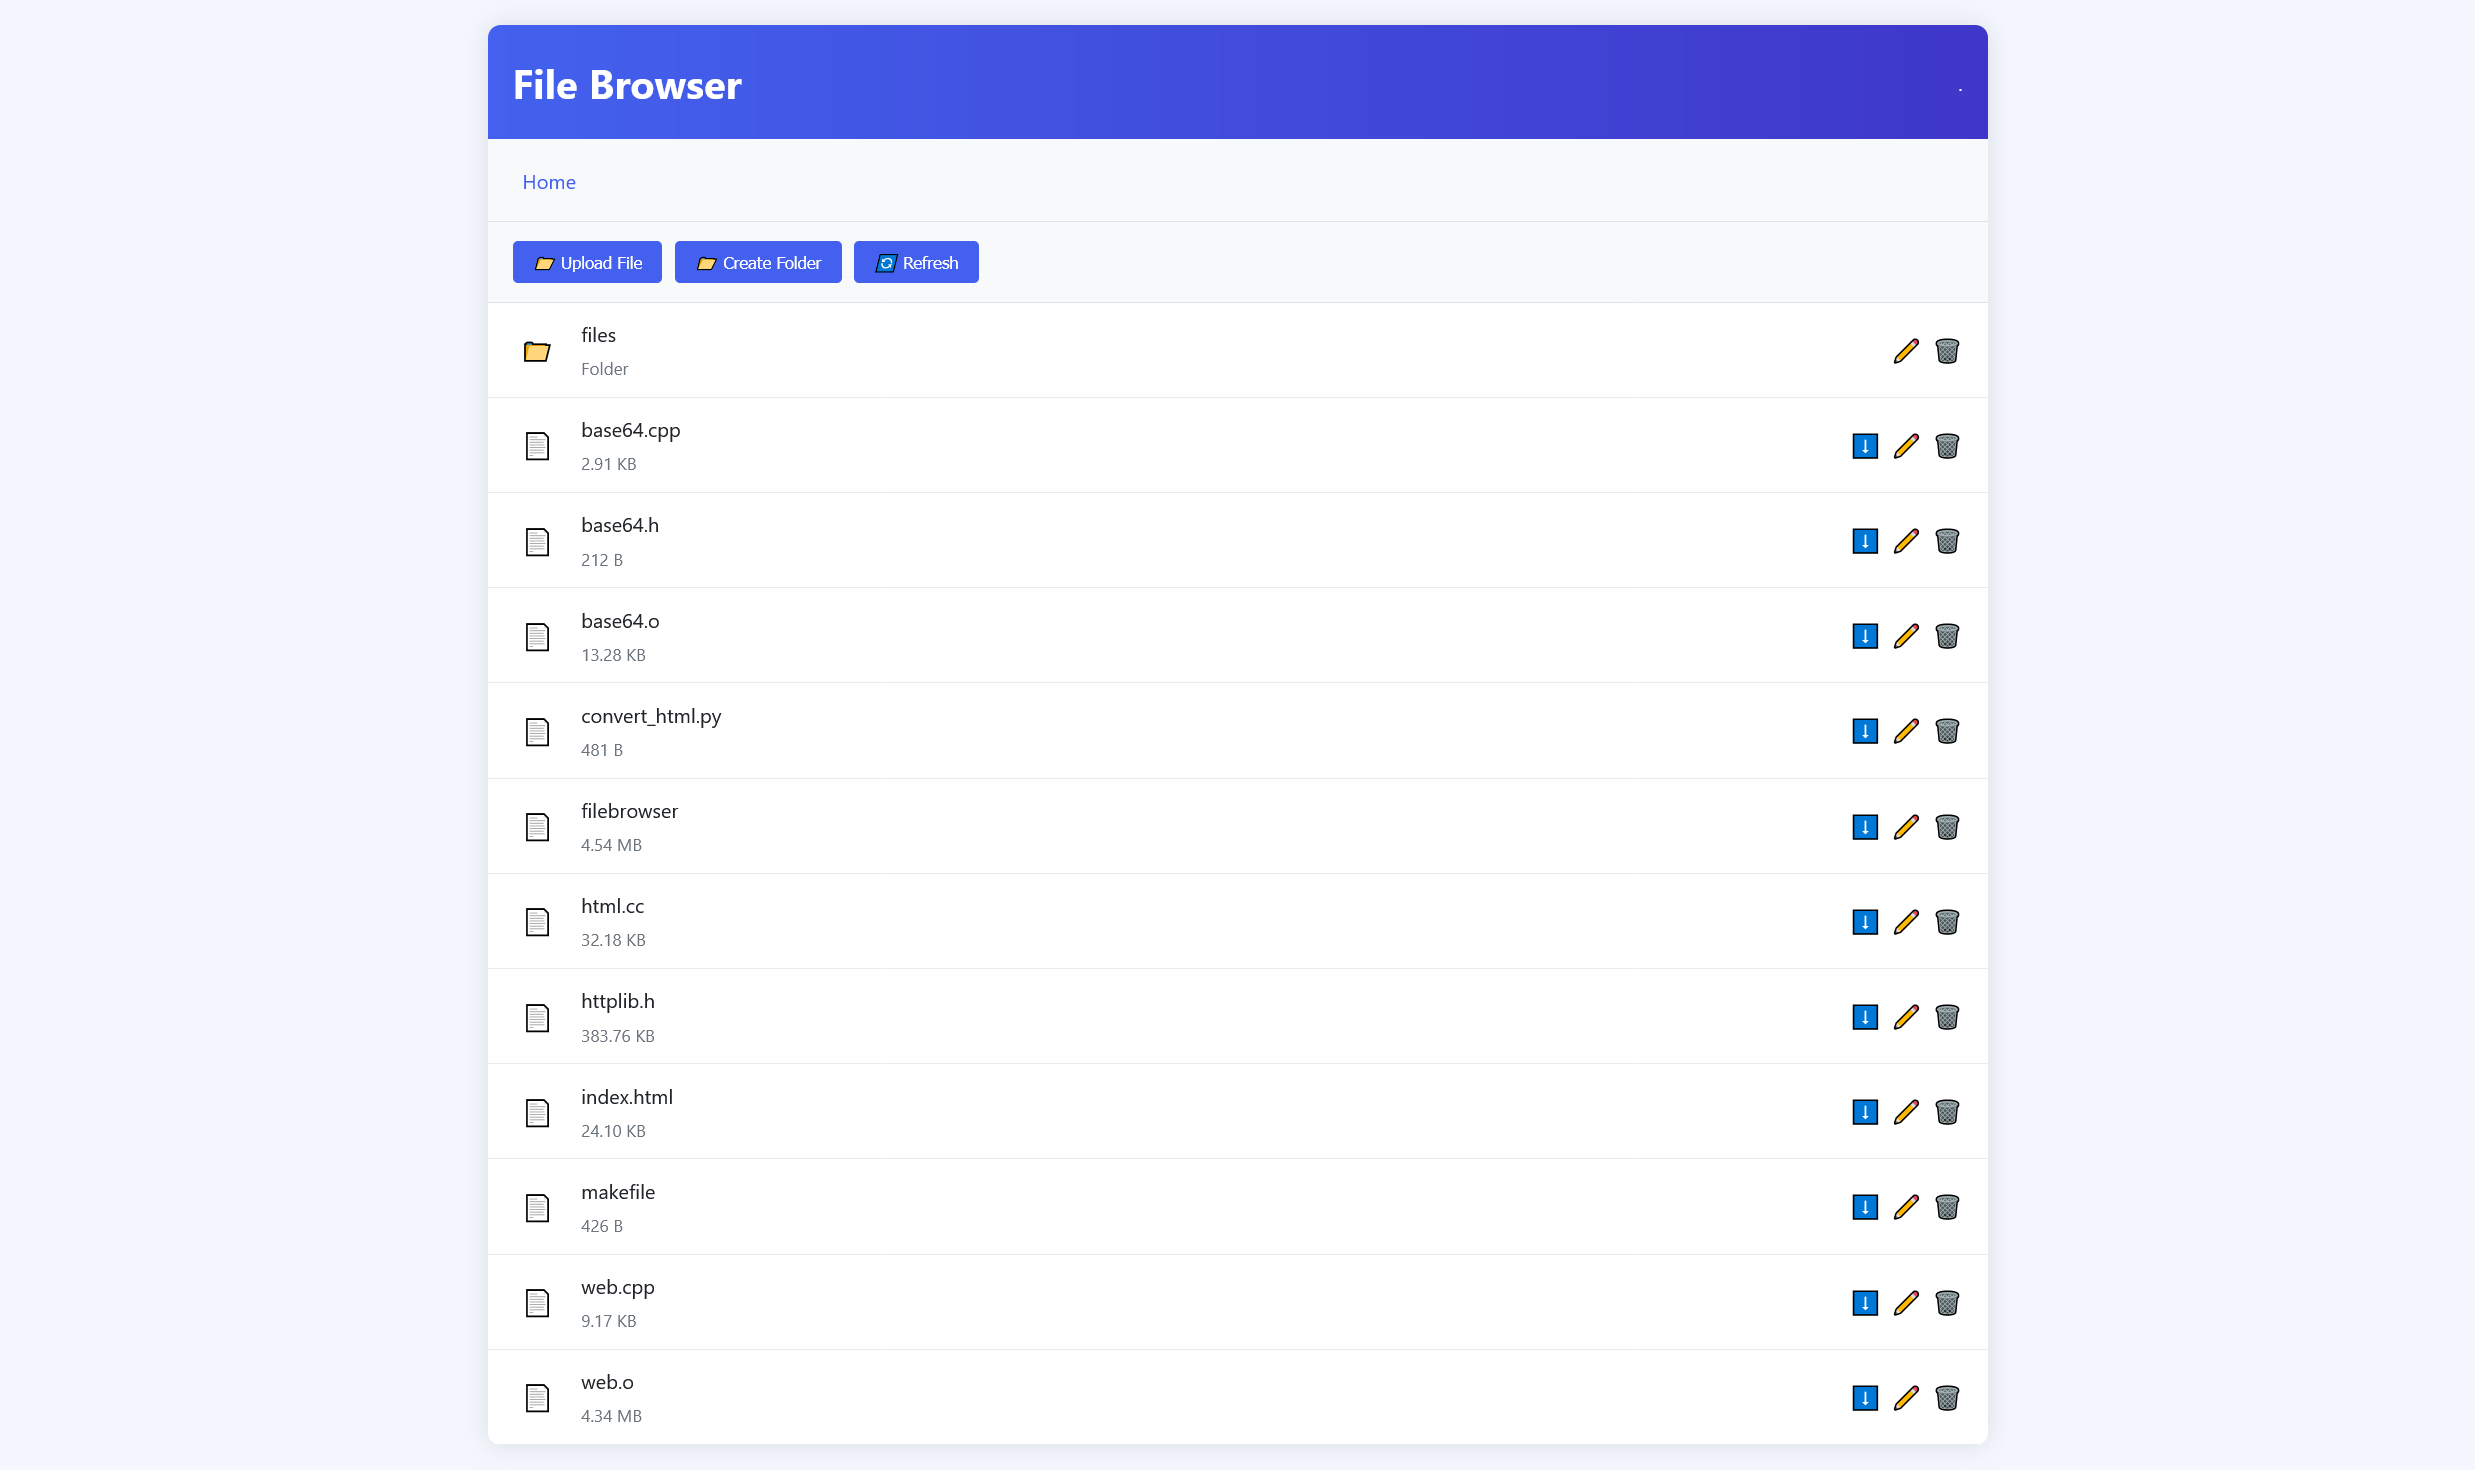 File Browser
.
Home
Upload File
Create Folder
Refresh
files
Folder
base64.cpp
2.91 KB
base64.h
212 B
base64.o
13.28 KB
convert_html.py
481 B
filebrowser
4.54 MB
html.cc
32.18 KB
httplib.h
383.76 KB
index.html
24.10 KB
makefile
426 B
web.cpp
9.17 KB
web.o
4.34 MB